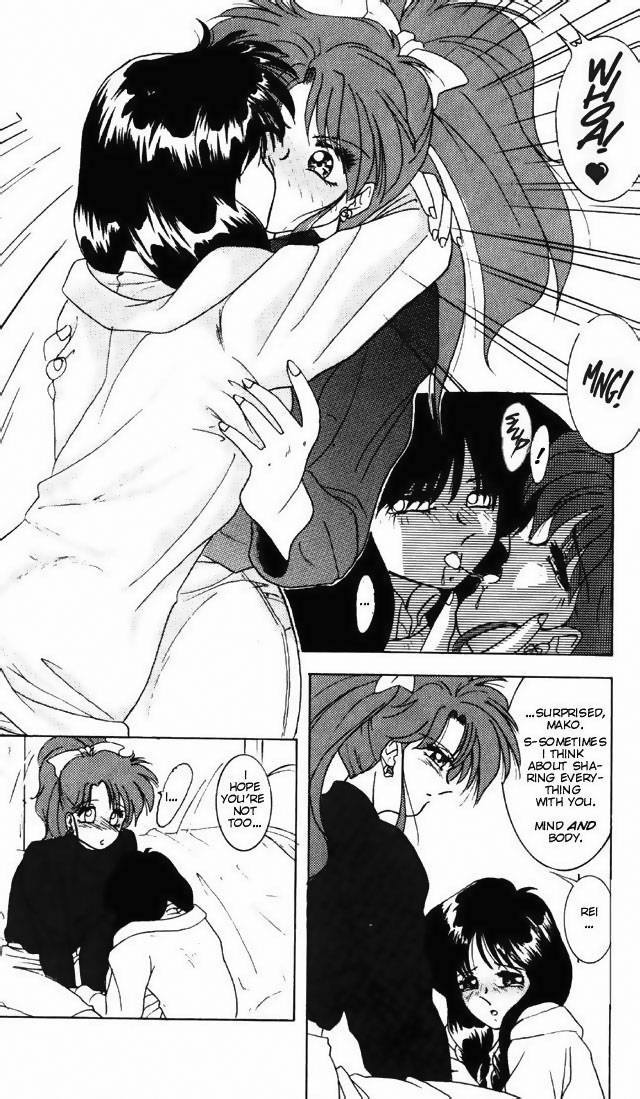 WHOA! ♥
MNG!
!
...
I...
I
HOPE
YOU'RE
NOT
TOO...
...SURPRISED,
MAKO.
S-SOMETIMES
I THINK
ABOUT SHA-
RING EVERY-
THING
WITH YOU.
MIND AND
BODY.
REI
...